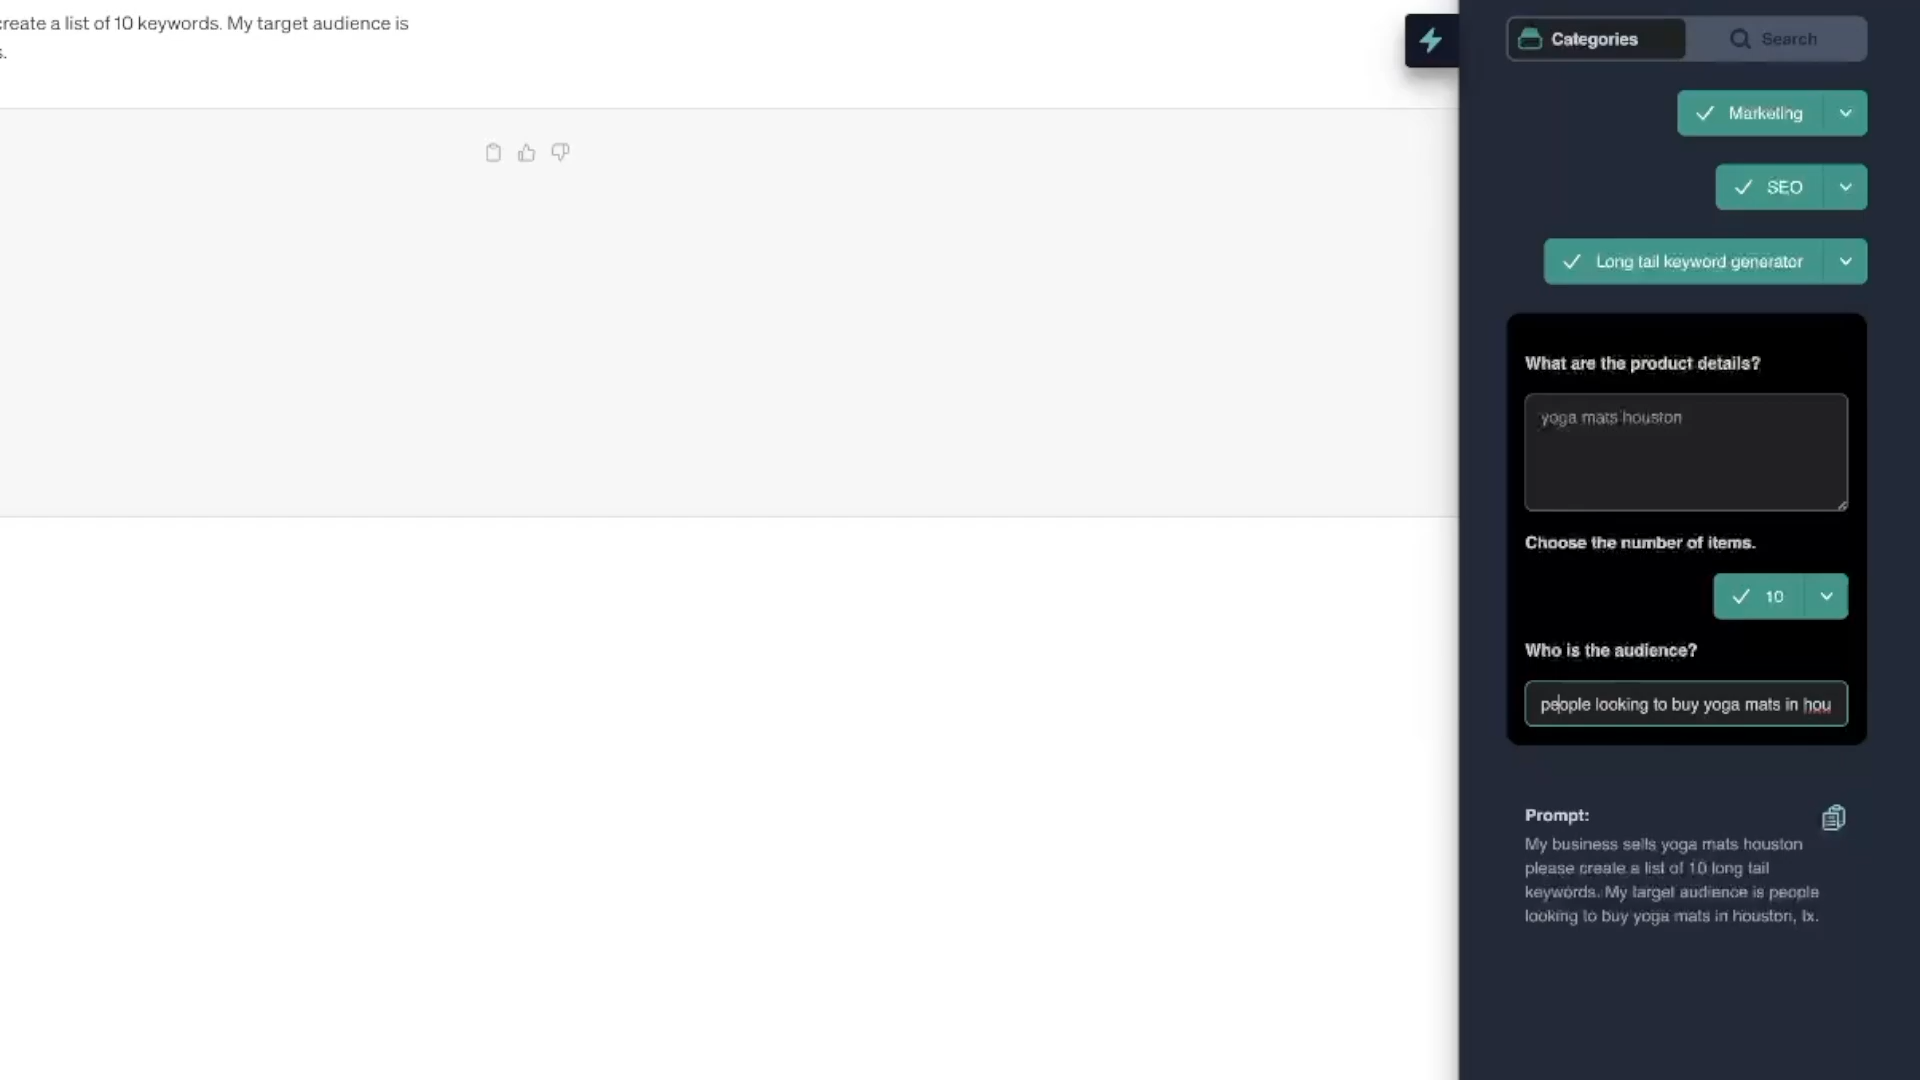 create a list of 10 keywords. My target audience is
s.
Categories
Search
Marketing
SEO
Long tail keyword generator
What are the product details?
yoga mats houston
Choose the number of items.
10
Who is the audience?
people looking to buy yoga mats in hou
Prompt:
My business sells yoga mats houston
please create a list of 10 long tail
keywords. My target audience is people
looking to buy yoga mats in houston, tx.